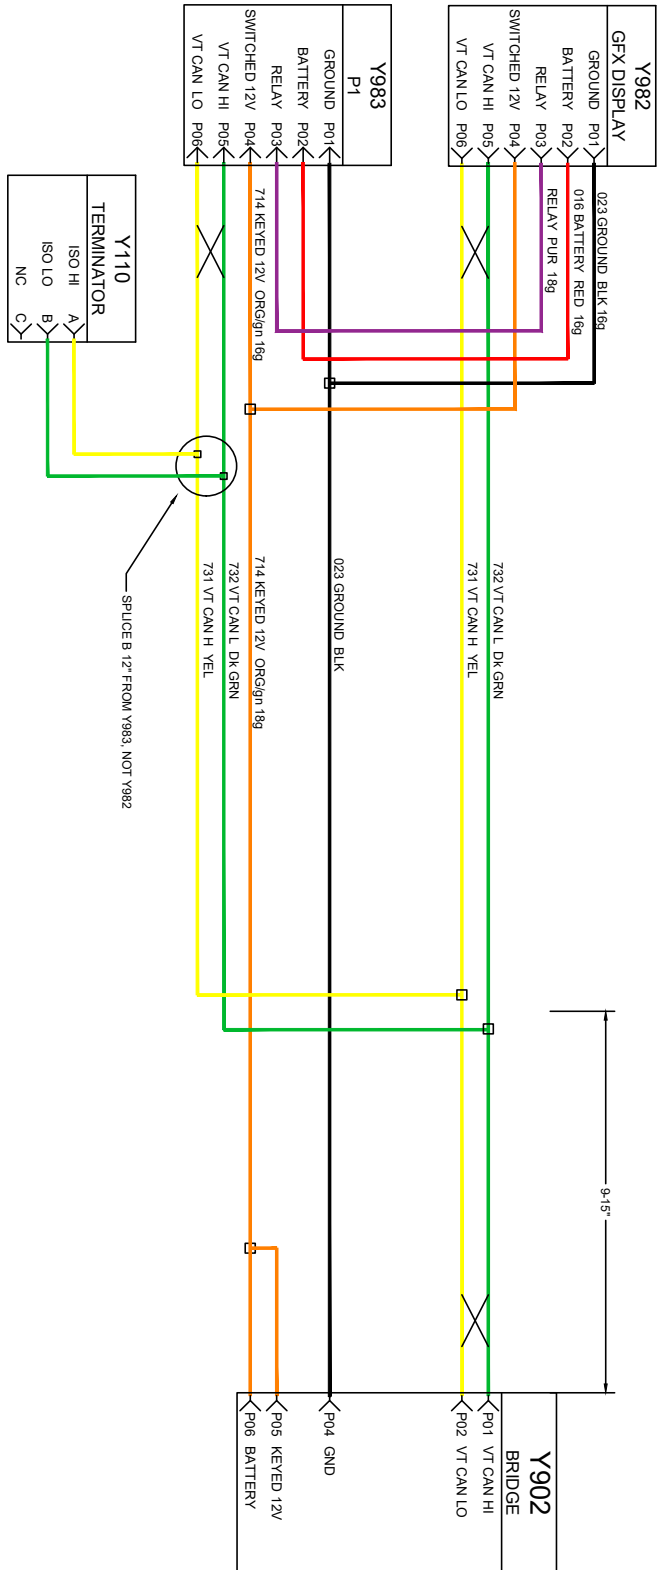 Y982
GFX DISPLAY
GROUND P01
BATTERY P02
RELAY P03
SWITCHED 12V P04
VT CAN HI P05
VT CAN LO P06
023 GROUND BLK 16g
016 BATTERY RED 16g
RELAY PUR 18g
Y983
P1
GROUND P01
BATTERY P02
RELAY P03
SWITCHED 12V P04
VT CAN HI P05
VT CAN LO P06
714 KEYED 12V ORG/gn 16g
Y110
TERMINATOR
ISO HI A
ISO LO B
NC C
732 VT CAN L Dk GRN
731 VT CAN H YEL
023 GROUND BLK
714 KEYED 12V ORG/gn 18g
732 VT CAN L Dk GRN
731 VT CAN H YEL
SPLICE B 12" FROM Y983, NOT Y982
9-15"
Y902
BRIDGE
P01 VT CAN HI
P02 VT CAN LO
P04 GND
P05 KEYED 12V
P06 BATTERY